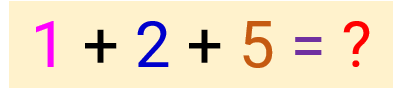 1 + 2 + 5 = ?